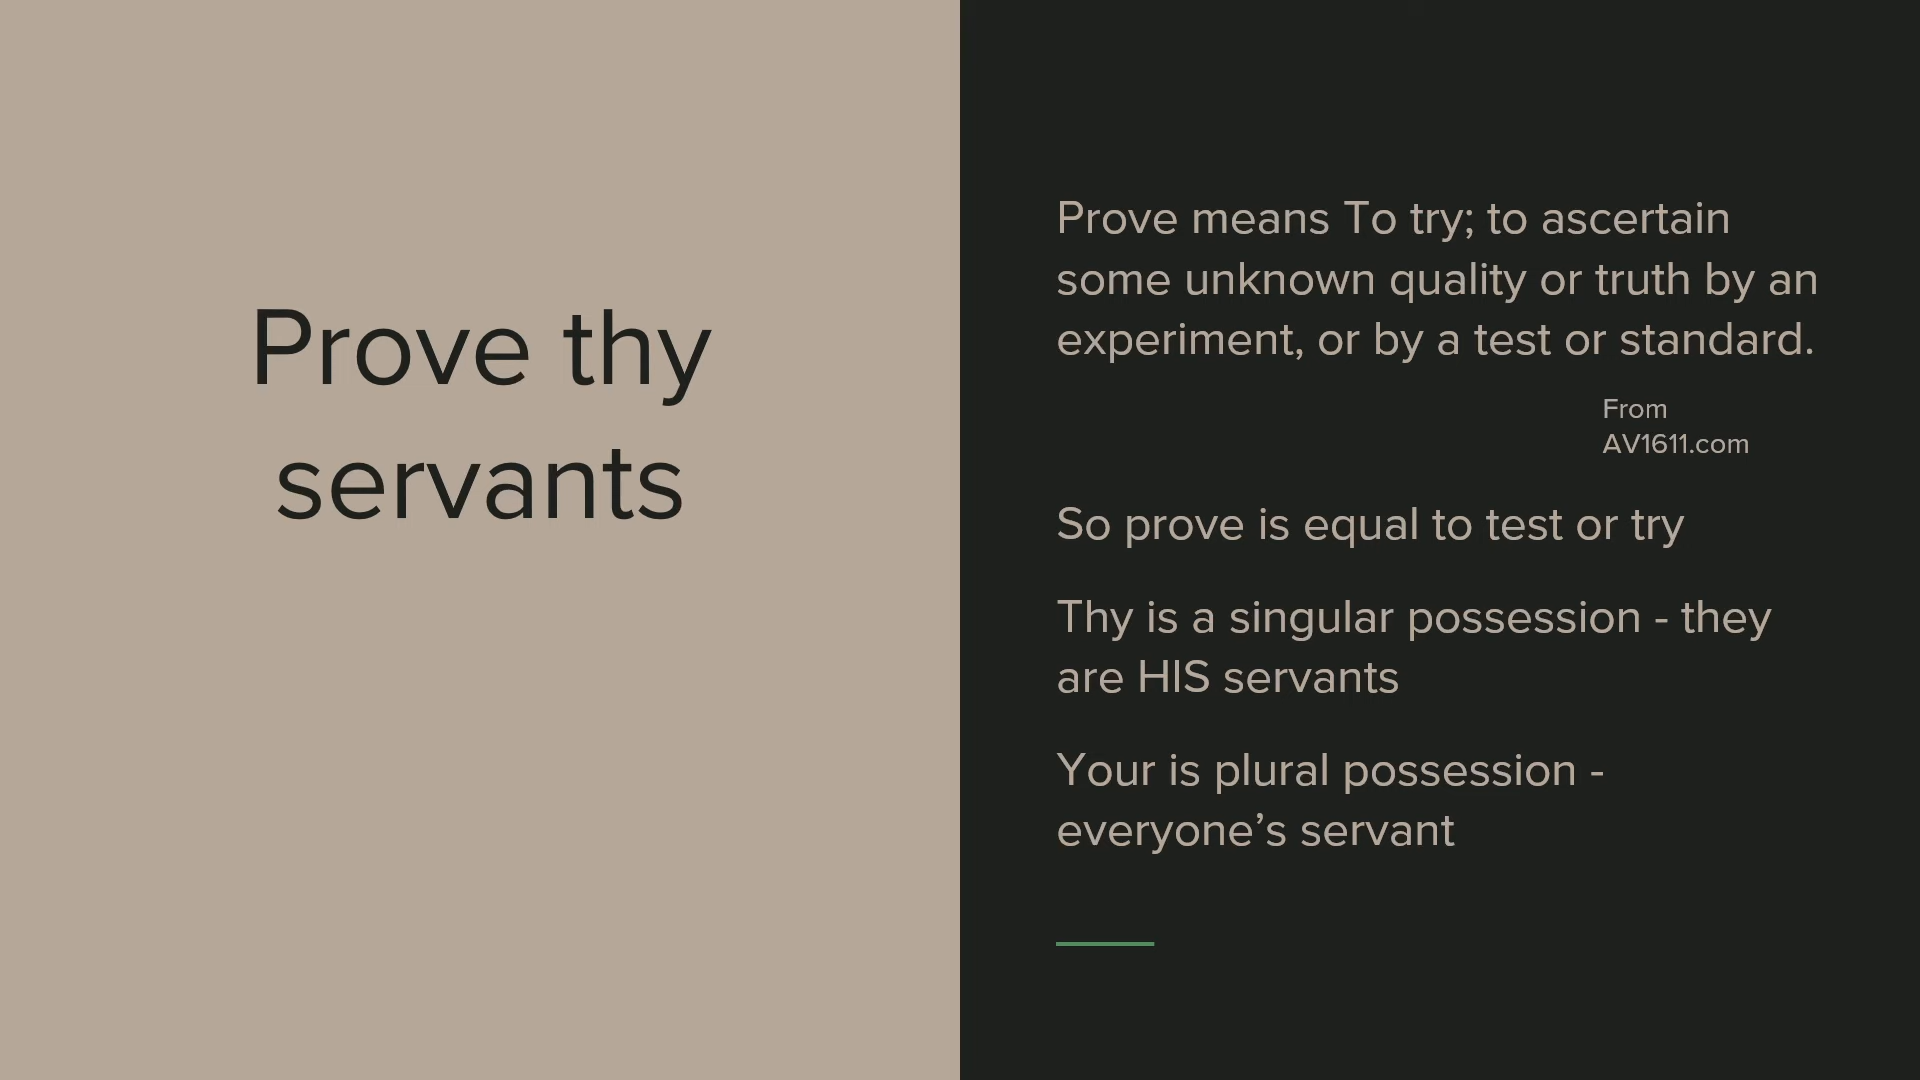 Prove thy
servants
Prove means To try; to ascertain
some unknown quality or truth by an
experiment, or by a test or standard.
From
AV1611.com
So prove is equal to test or try
Thy is a singular possession - they
are HIS servants
Your is plural possession -
everyone’s servant